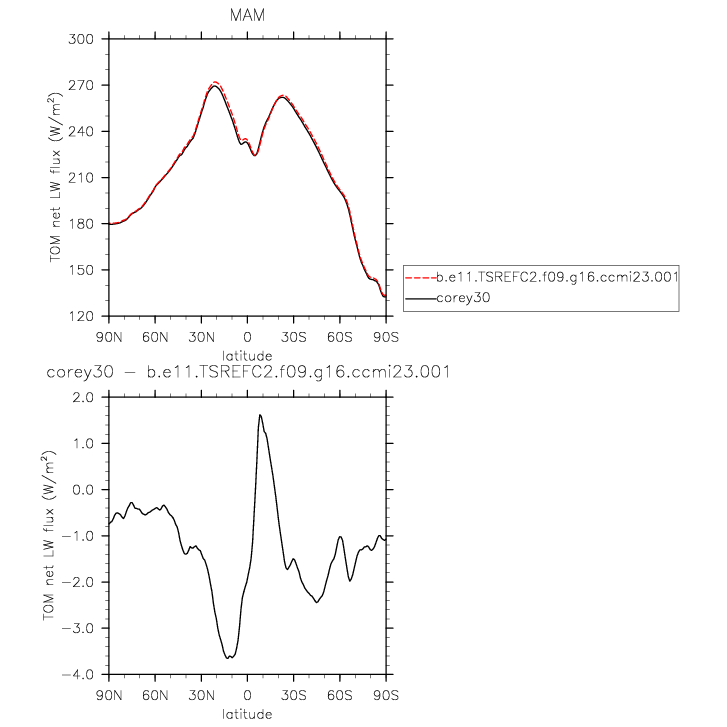 MAM
300
270
240
210
180
150
120
TOM net LW flux (W/m²)
90N 60N 30N 0 30S 60S 90S
latitude
b.e11.TSREFC2.f09.g16.ccmi23.001
corey30
corey30 − b.e11.TSREFC2.f09.g16.ccmi23.001
2.0
1.0
0.0
−1.0
−2.0
−3.0
−4.0
TOM net LW flux (W/m²)
90N 60N 30N 0 30S 60S 90S
latitude